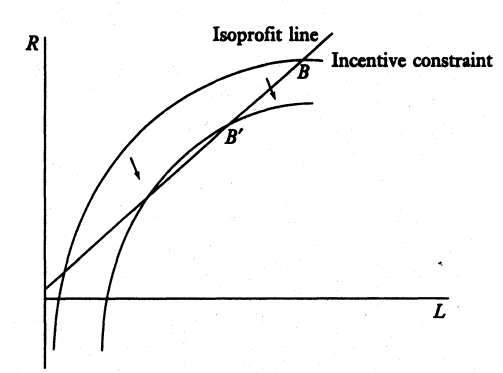 Isoprofit line
R
Incentive constraint
B
B'
L